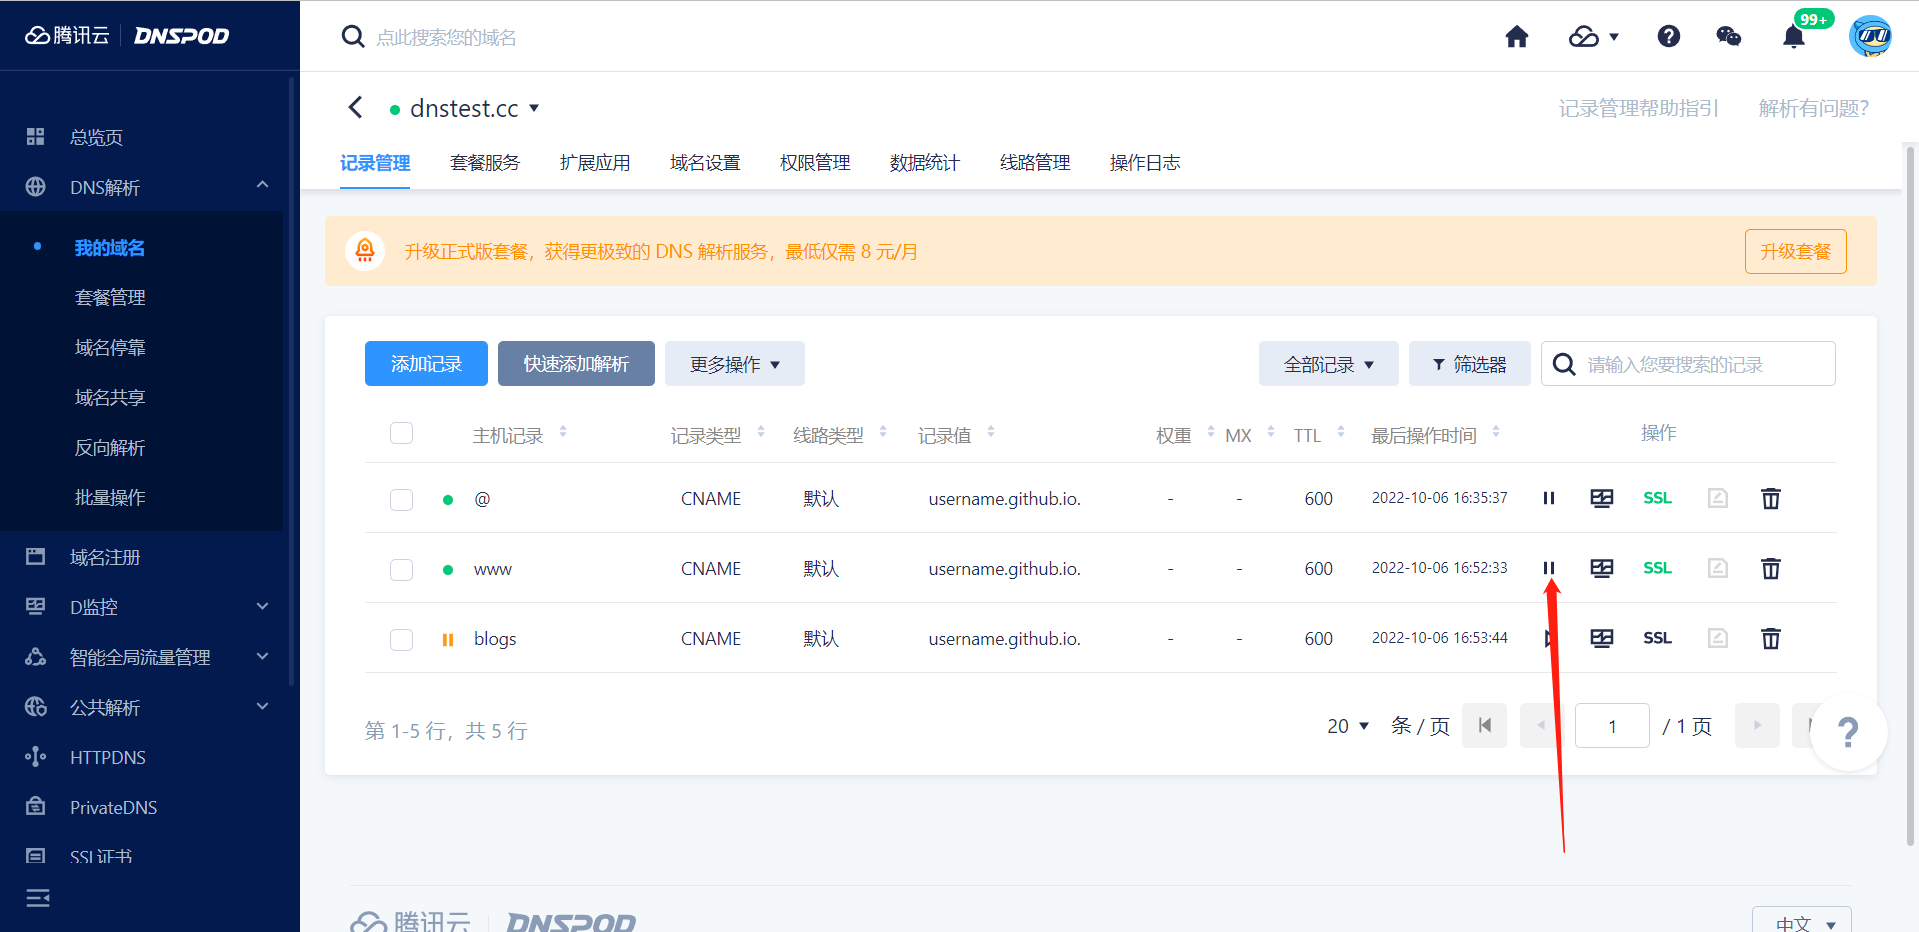 腾讯云 DNSPOD
点此搜索您的域名
99+
总览页
DNS解析
我的域名
套餐管理
域名停靠
域名共享
反向解析
批量操作
域名注册
D监控
智能全局流量管理
公共解析
HTTPDNS
PrivateDNS
SSL证书
dnstest.cc
记录管理帮助指引 解析有问题?
记录管理 套餐服务 扩展应用 域名设置 权限管理 数据统计 线路管理 操作日志
升级正式版套餐，获得更极致的 DNS 解析服务，最低仅需 8 元/月 升级套餐
添加记录 快速添加解析 更多操作 全部记录 筛选器 请输入您要搜索的记录
主机记录 记录类型 线路类型 记录值 权重 MX TTL 最后操作时间 操作
@ CNAME 默认 username.github.io. - - 600 2022-10-06 16:35:37 SSL
www CNAME 默认 username.github.io. - - 600 2022-10-06 16:52:33 SSL
blogs CNAME 默认 username.github.io. - - 600 2022-10-06 16:53:44 SSL
第 1-5 行，共 5 行 20 条 / 页 1 / 1 页
?
腾讯云 DNSPOD
中文